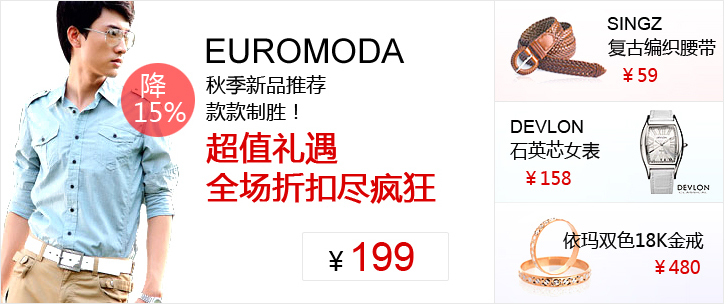 EUROMODA
降
15%
秋季新品推荐
款款制胜！
超值礼遇
全场折扣尽疯狂
¥ 199
SINGZ
复古编织腰带
¥ 59
DEVLON
石英芯女表
¥ 158
DEVLON
依玛双色18K金戒
¥ 480